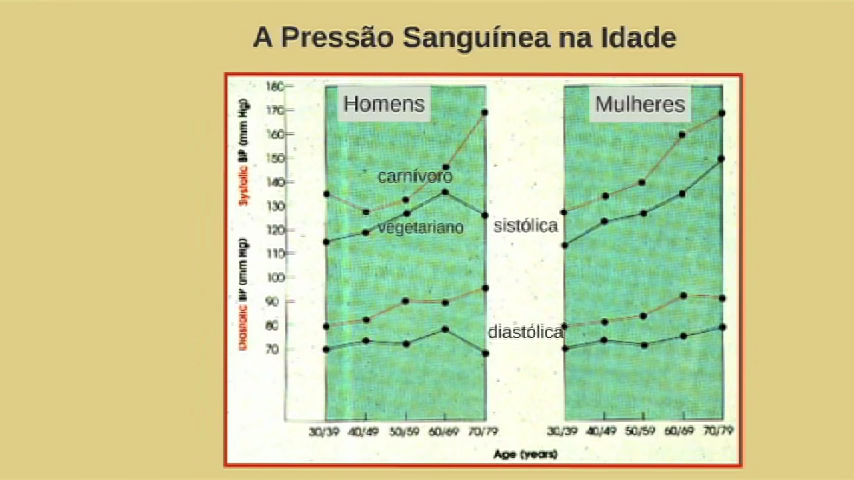 A Pressão Sanguínea na Idade
Homens
Mulheres
Systolic BP (mm Hg)
Diastolic BP (mm Hg)
180
170
160
150
140
130
120
110
100
90
80
70
carnívoro
vegetariano
sistólica
diastólica
30/39 40/49 50/59 60/69 70/79
30/39 40/49 50/59 60/69 70/79
Age (years)